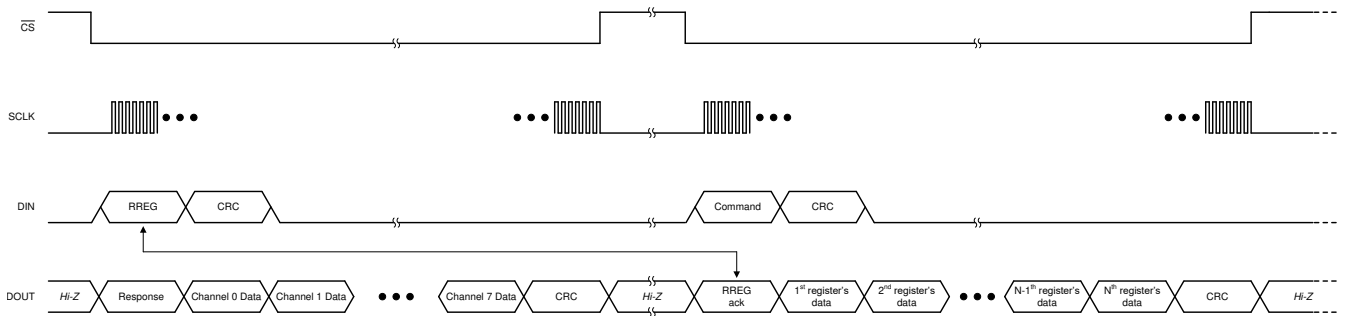 CS
SCLK
DIN
RREG
CRC
Command
CRC
DOUT
Hi-Z
Response
Channel 0 Data
Channel 1 Data
Channel 7 Data
CRC
Hi-Z
RREG
ack
1st register's
data
2nd register's
data
N-1th register's
data
Nth register's
data
CRC
Hi-Z